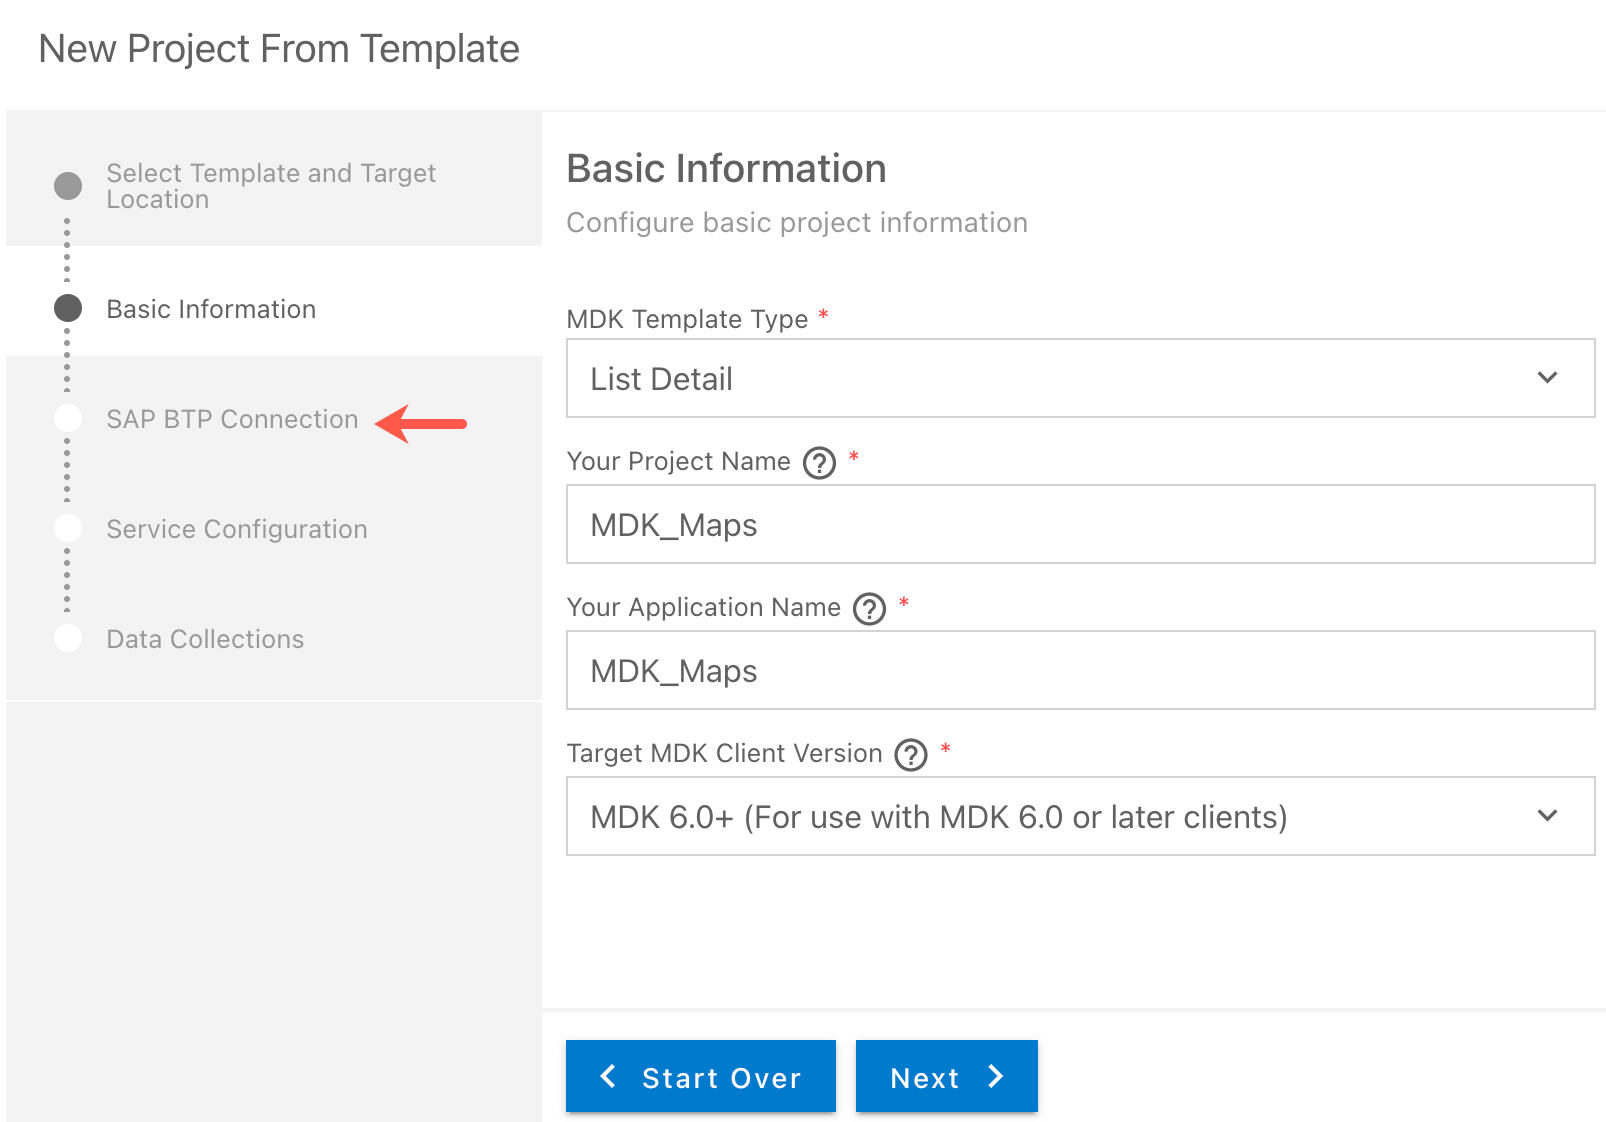 New Project From Template
Select Template and Target
Location
Basic Information
SAP BTP Connection
Service Configuration
Data Collections
Basic Information
Configure basic project information
MDK Template Type *
List Detail
Your Project Name ? *
MDK_Maps
Your Application Name ? *
MDK_Maps
Target MDK Client Version ? *
MDK 6.0+ (For use with MDK 6.0 or later clients)
Start Over
Next